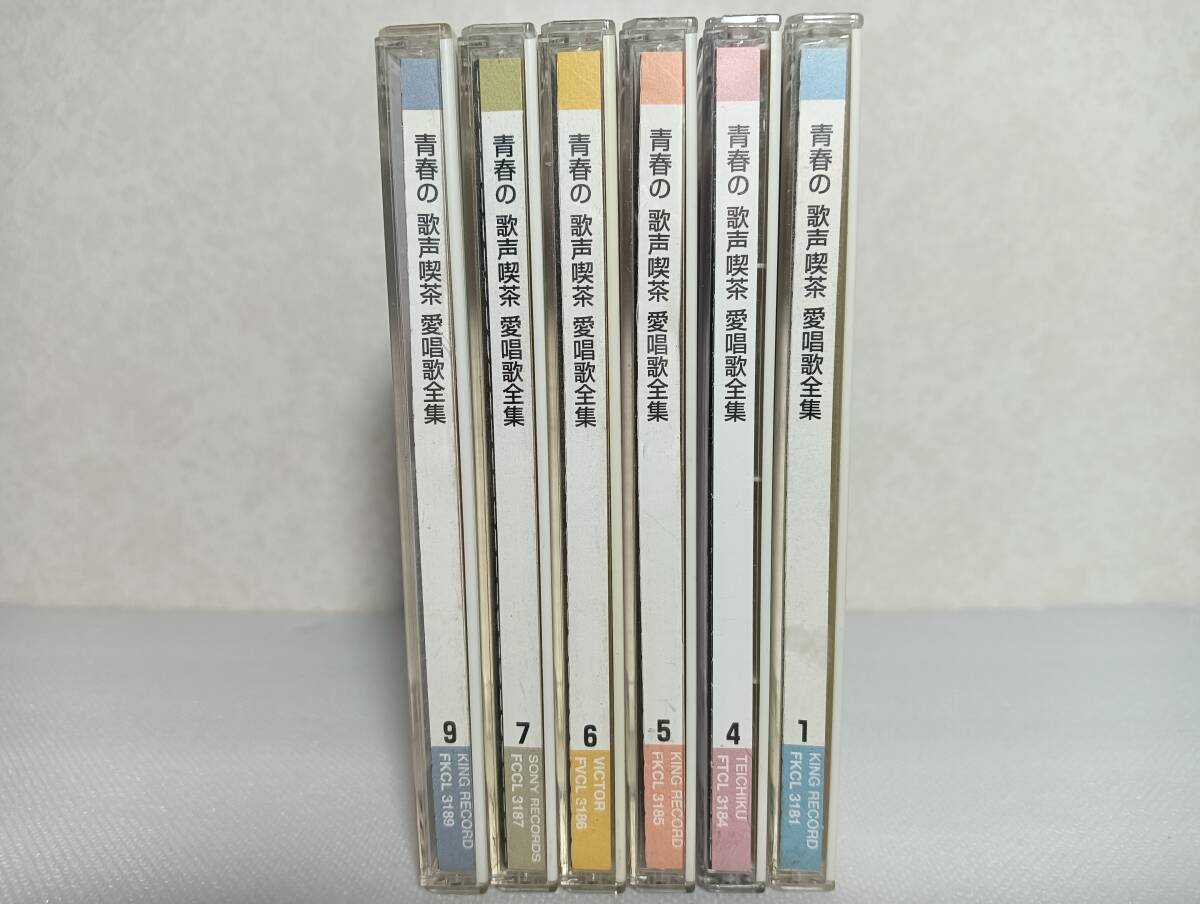 青春の 歌声喫茶 愛唱歌全集
9
KING RECORD
FKCL 3189
青春の 歌声喫茶 愛唱歌全集
7
SONY RECORDS
FCCL 3187
青春の 歌声喫茶 愛唱歌全集
6
VICTOR
FVCL 3186
青春の 歌声喫茶 愛唱歌全集
5
KING RECORD
FKCL 3185
青春の 歌声喫茶 愛唱歌全集
4
TEICHIKU
FTCL 3184
青春の 歌声喫茶 愛唱歌全集
1
KING RECORD
FKCL 3181